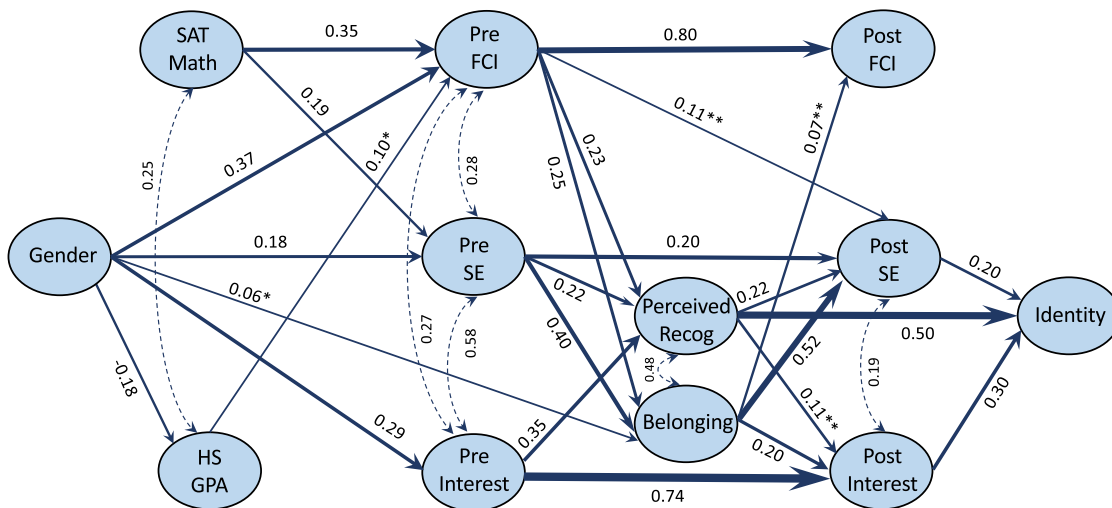 SAT
Math
0.35
Pre
FCI
0.80
Post
FCI
0.19
0.11**
0.07**
0.37
0.10*
0.23
0.25
0.25
0.28
Gender
0.18
Pre
SE
0.20
Post
SE
0.20
0.06*
0.22
0.40
Perceived
Recog
0.22
0.50
Identity
0.27
0.58
0.48
0.52
0.19
-0.18
0.29
0.35
Belonging
0.11**
0.20
0.30
HS
GPA
Pre
Interest
0.74
Post
Interest